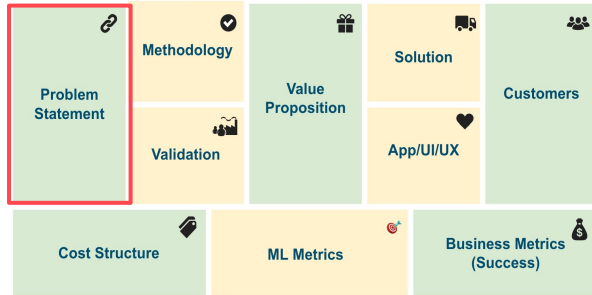 Problem
Statement
Methodology
Validation
Value
Proposition
Solution
App/UI/UX
Customers
Cost Structure
ML Metrics
Business Metrics
(Success)
$